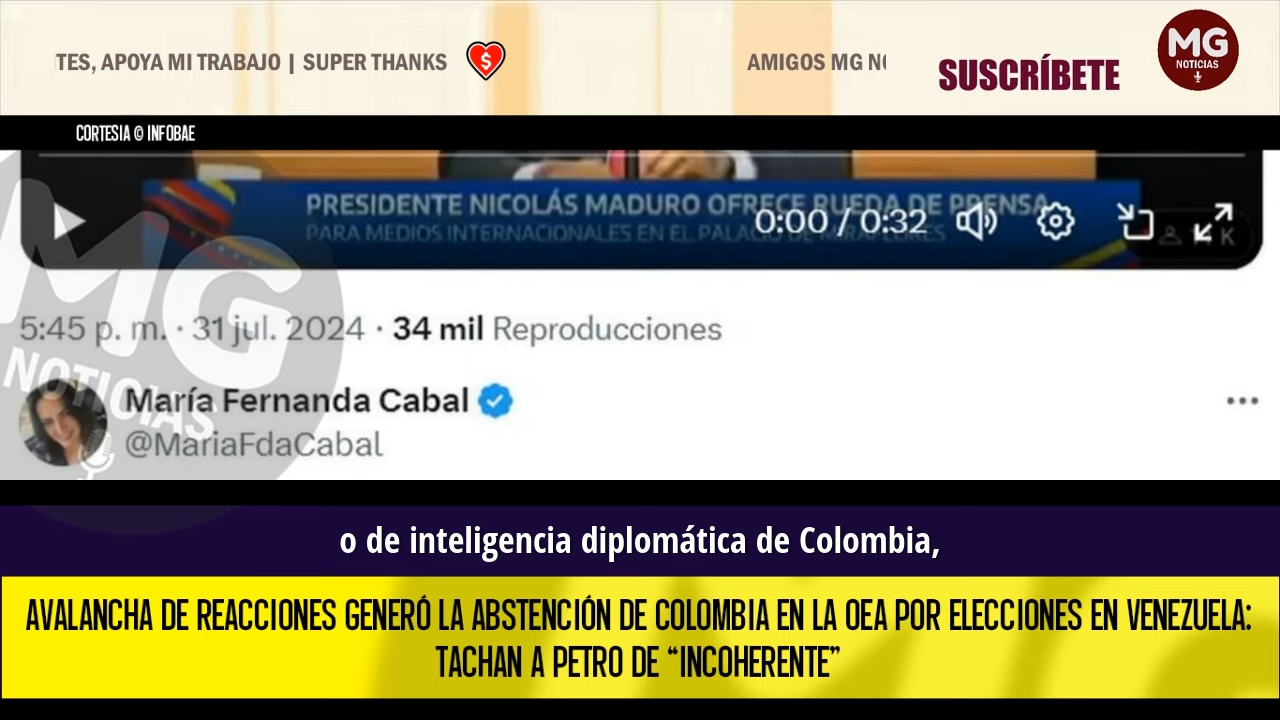 TES, APOYA MI TRABAJO | SUPER THANKS
AMIGOS MG
SUSCRÍBETE
MG
NOTICIAS
CORTESIA © INFOBAE
PRESIDENTE NICOLÁS MADURO OFRECE RUEDA DE PRENSA
PARA MEDIOS INTERNACIONALES EN EL PALACIO DE MIRAFLORES
0:00 / 0:32
5:45 p. m. · 31 jul. 2024 · 34 mil Reproducciones
MG
NOTICIAS
María Fernanda Cabal
@MariaFdaCabal
o de inteligencia diplomática de Colombia,
AVALANCHA DE REACCIONES GENERÓ LA ABSTENCIÓN DE COLOMBIA EN LA OEA POR ELECCIONES EN VENEZUELA:
TACHAN A PETRO DE “INCOHERENTE”